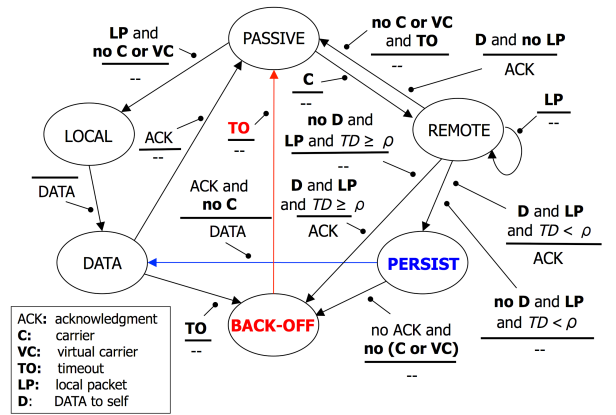 LP and
no C or VC
--
PASSIVE
no C or VC
and TO
--
D and no LP
ACK
C
--
LP
--
LOCAL
ACK
--
TO
--
no D and
LP and TD ≥ ρ
--
REMOTE
DATA
ACK and
no C
DATA
D and LP
and TD ≥ ρ
ACK
D and LP
and TD < ρ
ACK
DATA
PERSIST
TO
--
BACK-OFF
no ACK and
no (C or VC)
--
no D and LP
and TD < ρ
--
ACK: acknowledgment
C: carrier
VC: virtual carrier
TO: timeout
LP: local packet
D: DATA to self